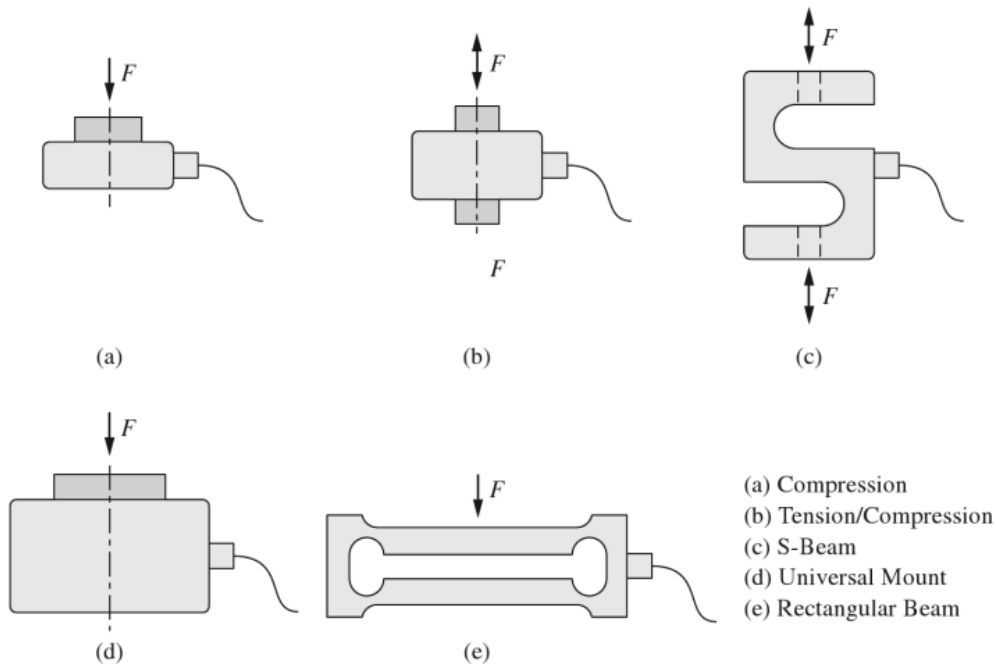 F
F
F
F
F
(a)
(b)
(c)
F
F
(a) Compression
(b) Tension/Compression
(c) S-Beam
(d) Universal Mount
(e) Rectangular Beam
(d)
(e)